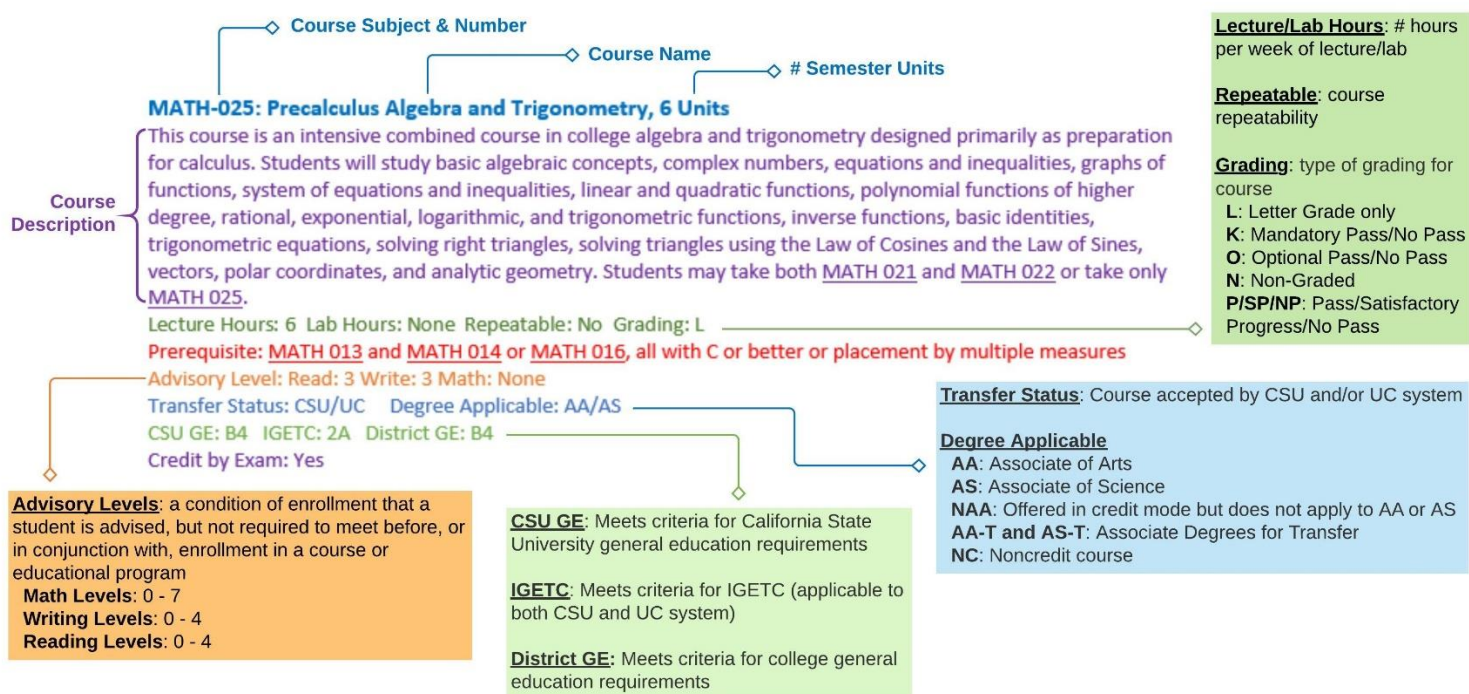 Course Subject & Number
Course Name
# Semester Units
MATH-025: Precalculus Algebra and Trigonometry, 6 Units
Course
Description
This course is an intensive combined course in college algebra and trigonometry designed primarily as preparation
for calculus. Students will study basic algebraic concepts, complex numbers, equations and inequalities, graphs of
functions, system of equations and inequalities, linear and quadratic functions, polynomial functions of higher
degree, rational, exponential, logarithmic, and trigonometric functions, inverse functions, basic identities,
trigonometric equations, solving right triangles, solving triangles using the Law of Cosines and the Law of Sines,
vectors, polar coordinates, and analytic geometry. Students may take both MATH 021 and MATH 022 or take only
MATH 025.
Lecture Hours: 6 Lab Hours: None Repeatable: No Grading: L
Prerequisite: MATH 013 and MATH 014 or MATH 016, all with C or better or placement by multiple measures
Advisory Level: Read: 3 Write: 3 Math: None
Transfer Status: CSU/UC Degree Applicable: AA/AS
CSU GE: B4 IGETC: 2A District GE: B4
Credit by Exam: Yes
Lecture/Lab Hours: # hours
per week of lecture/lab
Repeatable: course
repeatability
Grading: type of grading for
course
L: Letter Grade only
K: Mandatory Pass/No Pass
O: Optional Pass/No Pass
N: Non-Graded
P/SP/NP: Pass/Satisfactory
Progress/No Pass
Transfer Status: Course accepted by CSU and/or UC system
Degree Applicable
AA: Associate of Arts
AS: Associate of Science
NAA: Offered in credit mode but does not apply to AA or AS
AA-T and AS-T: Associate Degrees for Transfer
NC: Noncredit course
Advisory Levels: a condition of enrollment that a
student is advised, but not required to meet before, or
in conjunction with, enrollment in a course or
educational program
Math Levels: 0 - 7
Writing Levels: 0 - 4
Reading Levels: 0 - 4
CSU GE: Meets criteria for California State
University general education requirements
IGETC: Meets criteria for IGETC (applicable to
both CSU and UC system)
District GE: Meets criteria for college general
education requirements